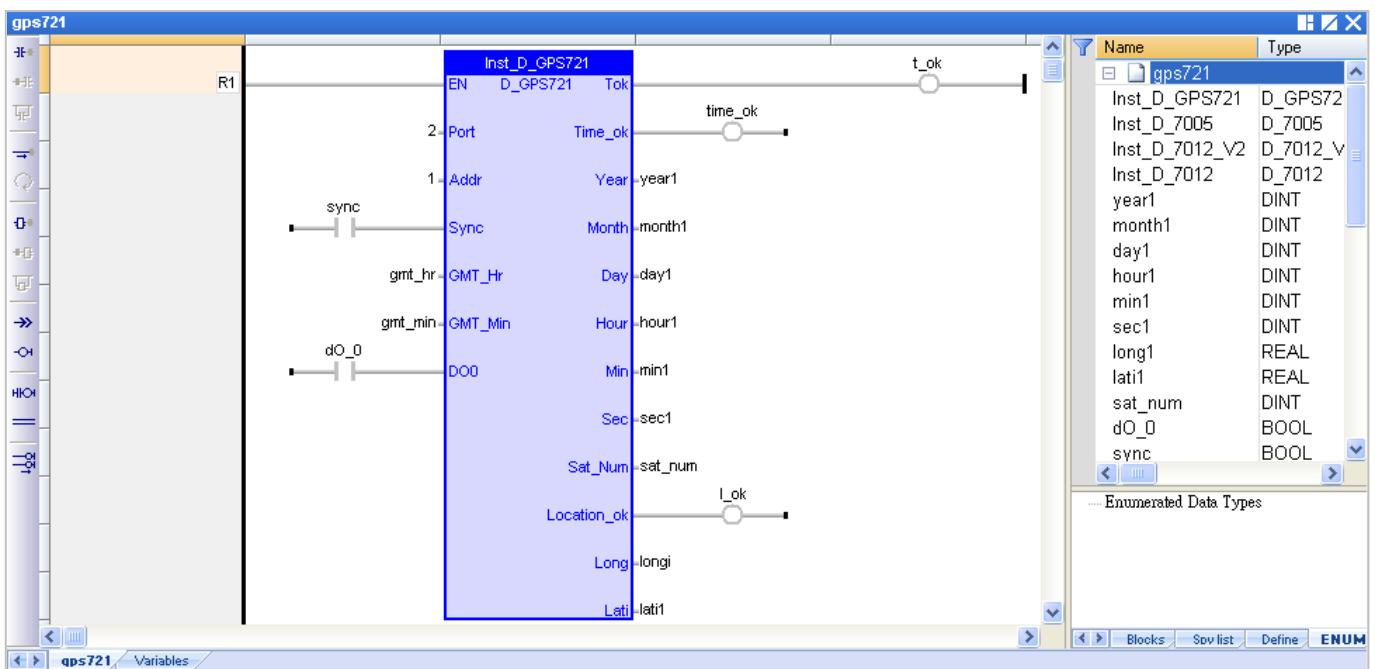 gps721
R1
Inst_D_GPS721
EN D_GPS721 Tok
t_ok
2 Port Time_ok
time_ok
1 Addr Year year1
sync
Sync Month month1
gmt_hr GMT_Hr Day day1
gmt_min GMT_Min Hour hour1
dO_0
DO0 Min min1
Sec sec1
Sat_Num sat_num
l_ok
Location_ok
Long longi
Lati lati1
Name Type
gps721
Inst_D_GPS721 D_GPS72
Inst_D_7005 D_7005
Inst_D_7012_V2 D_7012_V
Inst_D_7012 D_7012
year1 DINT
month1 DINT
day1 DINT
hour1 DINT
min1 DINT
sec1 DINT
long1 REAL
lati1 REAL
sat_num DINT
dO_0 BOOL
sync BOOL
Enumerated Data Types
Blocks Spy list Define ENUM
gps721 Variables